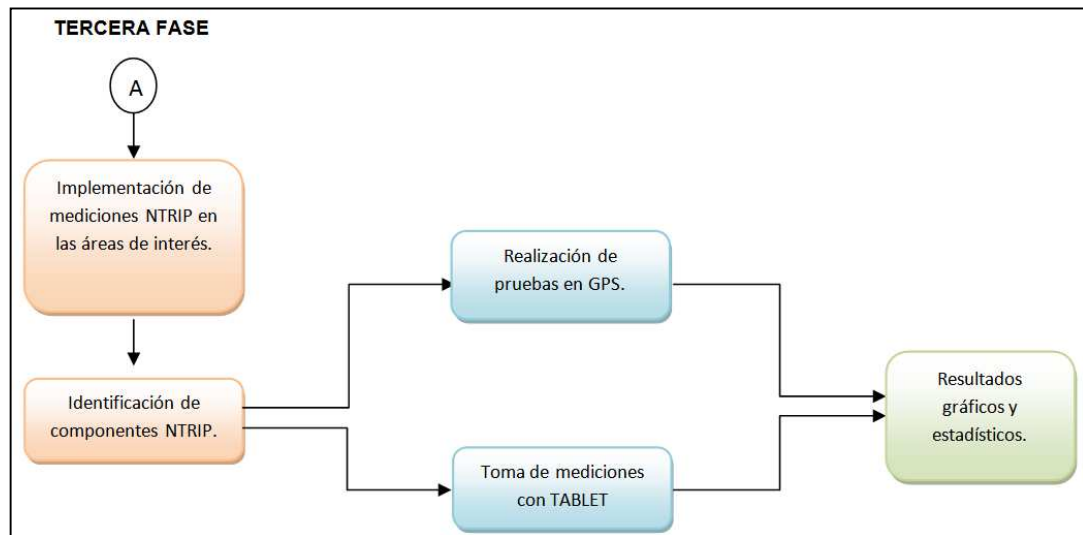 TERCERA FASE
A
Implementación de
mediciones NTRIP en
las áreas de interés.
Identificación de
componentes NTRIP.
Realización de
pruebas en GPS.
Toma de mediciones
con TABLET
Resultados
gráficos y
estadísticos.